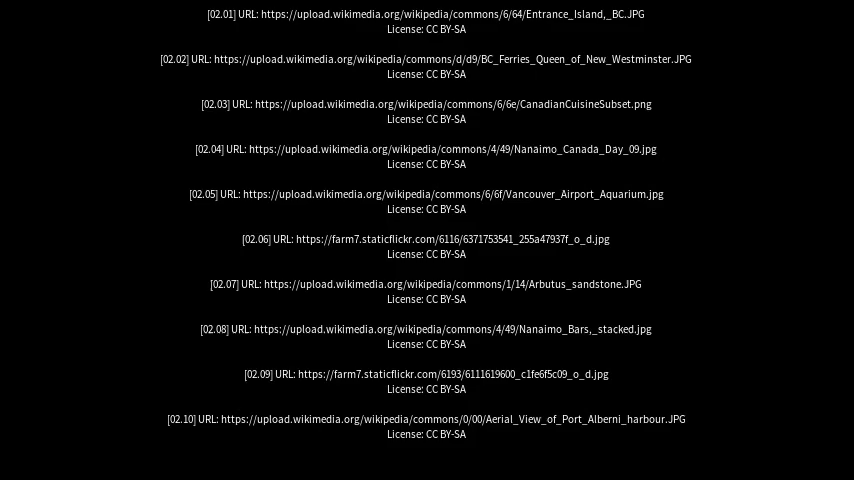 [02.01] URL: https://upload.wikimedia.org/wikipedia/commons/6/64/Entrance_Island,_BC.JPG
License: CC BY-SA
[02.02] URL: https://upload.wikimedia.org/wikipedia/commons/d/d9/BC_Ferries_Queen_of_New_Westminster.JPG
License: CC BY-SA
[02.03] URL: https://upload.wikimedia.org/wikipedia/commons/6/6e/CanadianCuisineSubset.png
License: CC BY-SA
[02.04] URL: https://upload.wikimedia.org/wikipedia/commons/4/49/Nanaimo_Canada_Day_09.jpg
License: CC BY-SA
[02.05] URL: https://upload.wikimedia.org/wikipedia/commons/6/6f/Vancouver_Airport_Aquarium.jpg
License: CC BY-SA
[02.06] URL: https://farm7.staticflickr.com/6116/6371753541_255a47937f_o_d.jpg
License: CC BY-SA
[02.07] URL: https://upload.wikimedia.org/wikipedia/commons/1/14/Arbutus_sandstone.JPG
License: CC BY-SA
[02.08] URL: https://upload.wikimedia.org/wikipedia/commons/4/49/Nanaimo_Bars,_stacked.jpg
License: CC BY-SA
[02.09] URL: https://farm7.staticflickr.com/6193/6111619600_c1fe6f5c09_o_d.jpg
License: CC BY-SA
[02.10] URL: https://upload.wikimedia.org/wikipedia/commons/0/00/Aerial_View_of_Port_Alberni_harbour.JPG
License: CC BY-SA